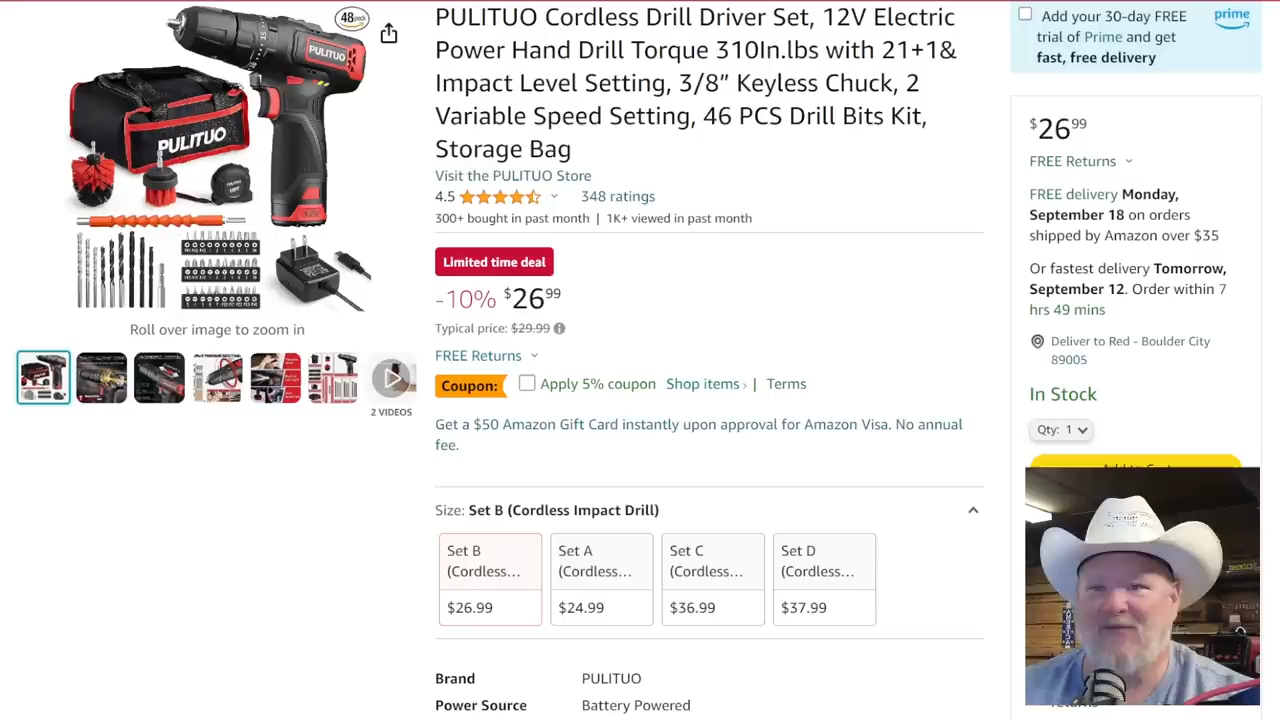 48pack
PULITUO
PULITUO
12V
PULITUO Cordless Drill Driver Set, 12V Electric
Power Hand Drill Torque 310In.lbs with 21+1&
Impact Level Setting, 3/8” Keyless Chuck, 2
Variable Speed Setting, 46 PCS Drill Bits Kit,
Storage Bag
Visit the PULITUO Store
4.5
348 ratings
300+ bought in past month | 1K+ viewed in past month
Limited time deal
-10% $26 99
Typical price: $29.99
FREE Returns
Coupon: Apply 5% coupon Shop items› | Terms
Get a $50 Amazon Gift Card instantly upon approval for Amazon Visa. No annual
fee.
Roll over image to zoom in
2 VIDEOS
Size: Set B (Cordless Impact Drill)
Set B
(Cordless...
$26.99
Set A
(Cordless...
$24.99
Set C
(Cordless...
$36.99
Set D
(Cordless...
$37.99
Brand PULITUO
Power Source Battery Powered
Add your 30-day FREE
trial of Prime and get
fast, free delivery
prime
$26 99
FREE Returns
FREE delivery Monday,
September 18 on orders
shipped by Amazon over $35
Or fastest delivery Tomorrow,
September 12. Order within 7
hrs 49 mins
Deliver to Red - Boulder City
89005
In Stock
Qty: 1